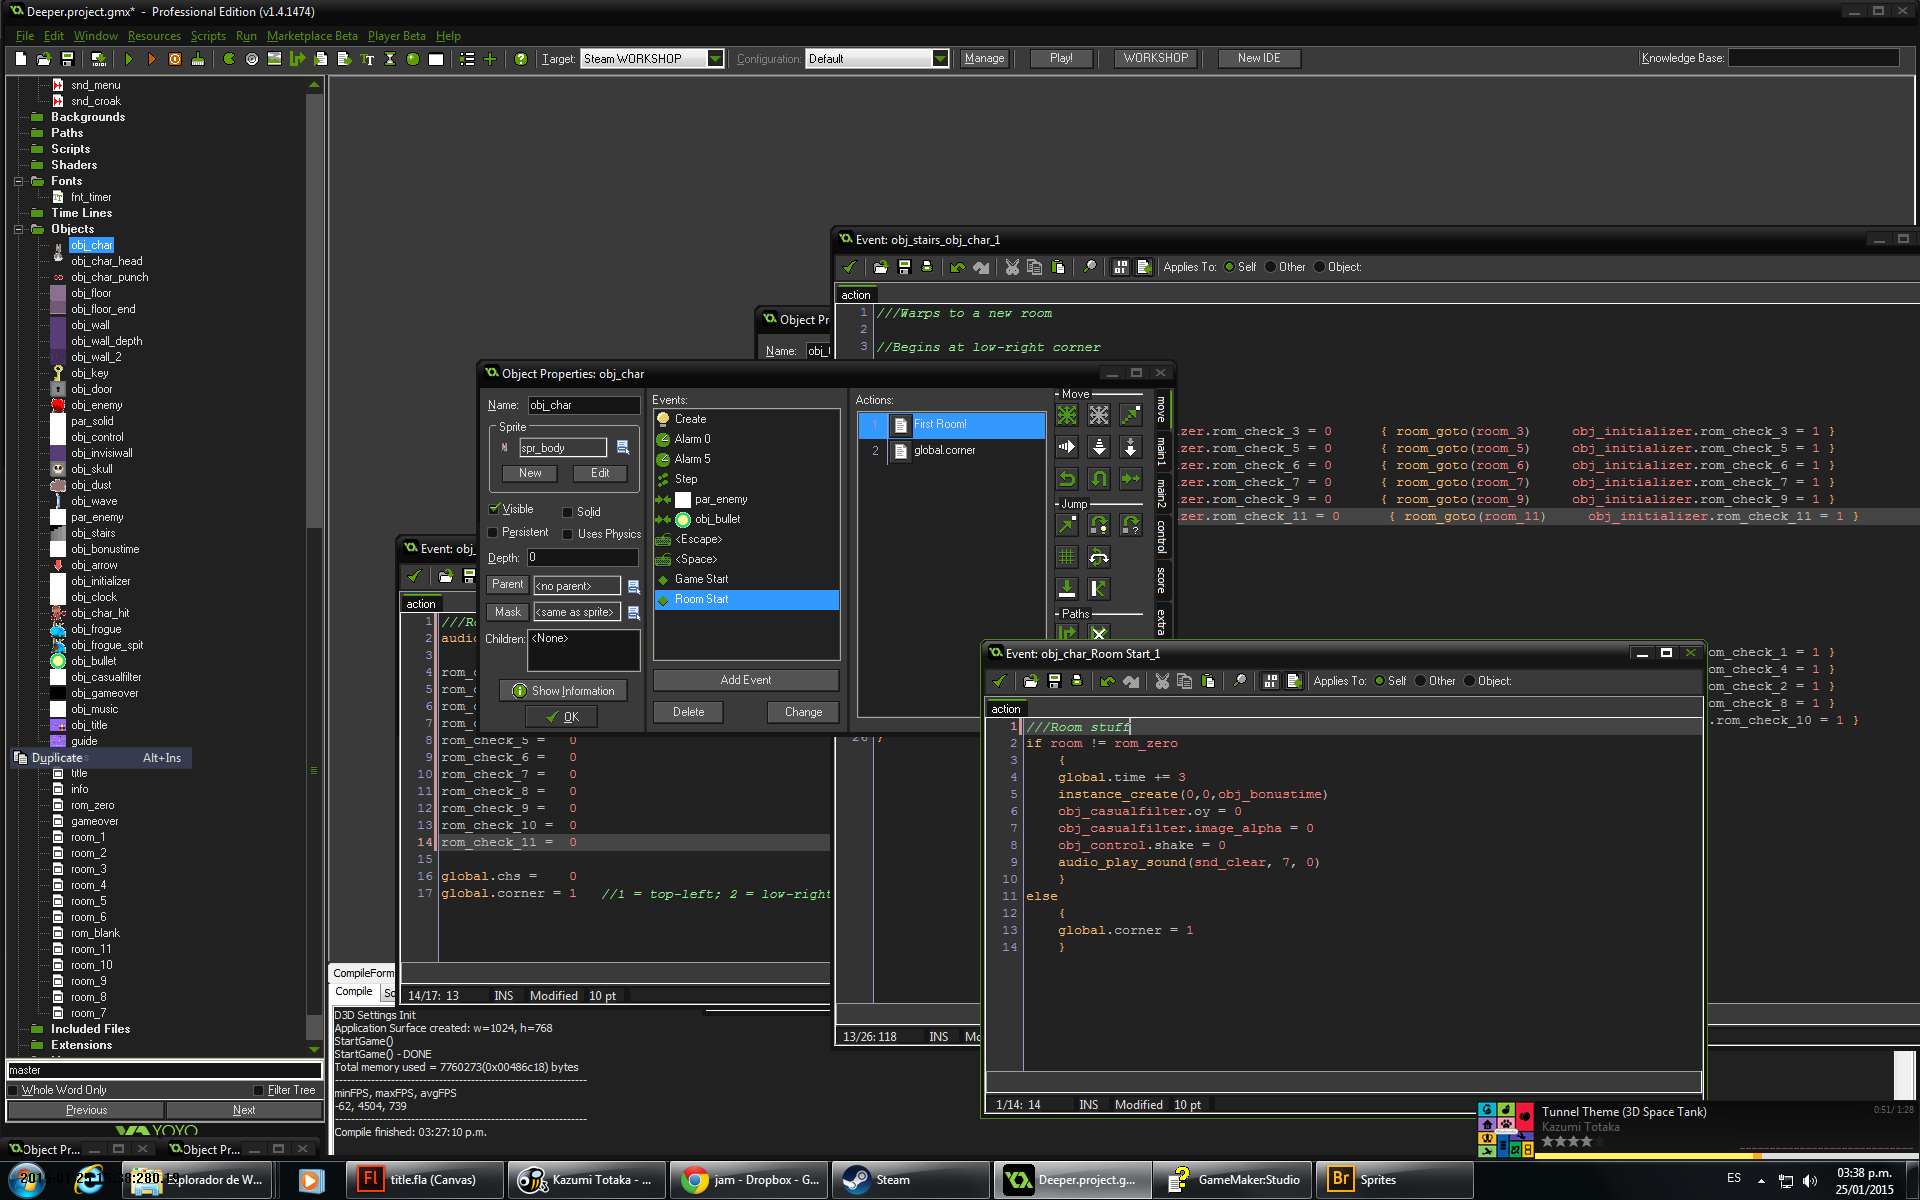 Deeper.project.gmx* - Professional Edition (v1.4.1474)
File Edit Window Resources Scripts Run Marketplace Beta Player Beta Help
Target: Steam WORKSHOP Configuration: Default Manage Play! WORKSHOP New IDE Knowledge Base:
snd_menu
snd_croak
Backgrounds
Paths
Scripts
Shaders
Fonts
fnt_timer
Time Lines
Objects
obj_char
obj_char_head
obj_char_punch
obj_floor
obj_floor_end
obj_wall
obj_wall_depth
obj_wall_2
obj_key
obj_door
obj_enemy
par_solid
obj_control
obj_invisiwall
obj_skull
obj_dust
obj_wave
par_enemy
obj_stairs
obj_bonustime
obj_arrow
obj_initializer
obj_clock
obj_char_hit
obj_frogue
obj_frogue_spit
obj_bullet
obj_casualfilter
obj_gameover
obj_music
obj_title
guide
Duplicate Alt+Ins
title
info
rom_zero
gameover
room_1
room_2
room_3
room_4
room_5
room_6
rom_blank
room_11
room_10
room_9
room_8
room_7
Included Files
Extensions
master
Whole Word Only Filter Tree
Previous Next
YOYO
Object Pr... Object Pr...
Event: obj_stairs_obj_char_1
Applies To: Self Other Object:
action
1 ///Warps to a new room
2
3 //Begins at low-right corner
izer.rom_check_3 = 0 { room_goto(room_3) obj_initializer.rom_check_3 = 1 }
zer.rom_check_5 = 0 { room_goto(room_5) obj_initializer.rom_check_5 = 1 }
zer.rom_check_6 = 0 { room_goto(room_6) obj_initializer.rom_check_6 = 1 }
zer.rom_check_7 = 0 { room_goto(room_7) obj_initializer.rom_check_7 = 1 }
zer.rom_check_9 = 0 { room_goto(room_9) obj_initializer.rom_check_9 = 1 }
zer.rom_check_11 = 0 { room_goto(room_11) obj_initializer.rom_check_11 = 1 }
om_check_1 = 1 }
om_check_4 = 1 }
om_check_2 = 1 }
om_check_8 = 1 }
.rom_check_10 = 1 }
26 }
13/26: 118 INS Mo
Object Pr
Name: obj_
Object Properties: obj_char
Name: obj_char
Sprite
spr_body
New Edit
Visible Solid
Persistent Uses Physics
Depth: 0
Parent <no parent>
Mask <same as sprite>
Children: <None>
Show Information
OK
Events:
Create
Alarm 0
Alarm 5
Step
par_enemy
obj_bullet
<Escape>
<Space>
Game Start
Room Start
Add Event
Delete Change
Actions:
1 First Room!
2 global.corner
Move
Jump
Paths
move
main1
main2
control
score
extra
Event: obj_
action
1 ///Ro
2 audio
3
4 rom_c
5 rom_c
6 rom_c
7 rom_c
8 rom_check_5 = 0
9 rom_check_6 = 0
10 rom_check_7 = 0
11 rom_check_8 = 0
12 rom_check_9 = 0
13 rom_check_10 = 0
14 rom_check_11 = 0
15
16 global.chs = 0
17 global.corner = 1 //1 = top-left; 2 = low-right
14/17: 13 INS Modified 10 pt
Event: obj_char_Room Start_1
Applies To: Self Other Object:
action
1 ///Room stuff
2 if room != rom_zero
3 {
4 global.time += 3
5 instance_create(0,0,obj_bonustime)
6 obj_casualfilter.oy = 0
7 obj_casualfilter.image_alpha = 0
8 obj_control.shake = 0
9 audio_play_sound(snd_clear, 7, 0)
10 }
11 else
12 {
13 global.corner = 1
14 }
1/14: 14 INS Modified 10 pt
CompileForm
Compile Sc
D3D Settings Init
Application Surface created: w=1024, h=768
StartGame()
StartGame() - DONE
Total memory used = 7760273(0x00486c18) bytes
minFPS, maxFPS, avgFPS
-62, 4504, 739
Compile finished: 03:27:10 p.m.
Tunnel Theme (3D Space Tank) 0:51/ 1:28
Kazumi Totaka
Explorador de W... title.fla (Canvas) Kazumi Totaka - ... jam - Dropbox - G... Steam Deeper.project.g... GameMaker:Studio Sprites
ES 03:38 p.m.
25/01/2015